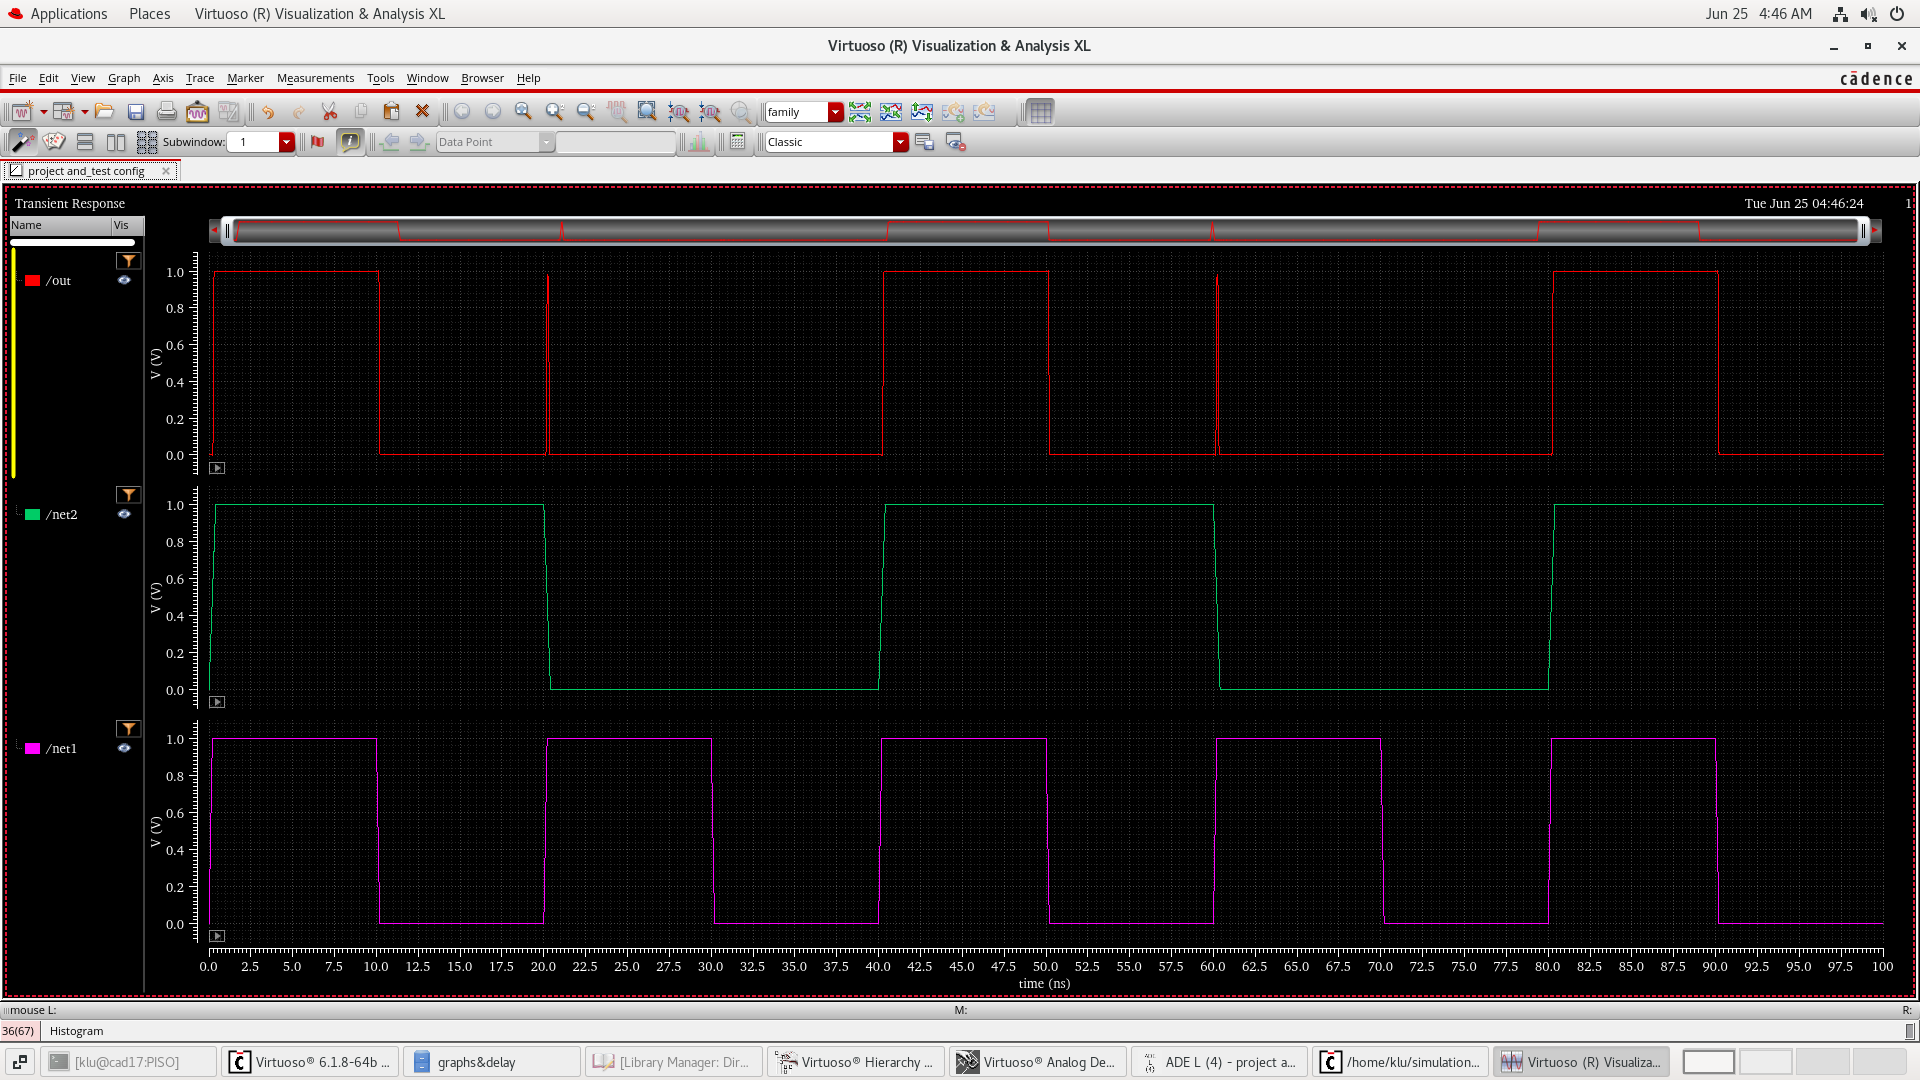 Applications Places Virtuoso (R) Visualization & Analysis XL Jun 25 4:46 AM
Virtuoso (R) Visualization & Analysis XL
File Edit View Graph Axis Trace Marker Measurements Tools Options Window Browser Help cādence
family
Subwindow: 1 Data Point Classic
project and_test config
Transient Response Tue Jun 25 04:46:24 1
Name Vis
/out
V (V)
1.0
0.8
0.6
0.4
0.2
0.0
/net2
V (V)
1.0
0.8
0.6
0.4
0.2
0.0
/net1
V (V)
1.0
0.8
0.6
0.4
0.2
0.0
0.0 2.5 5.0 7.5 10.0 12.5 15.0 17.5 20.0 22.5 25.0 27.5 30.0 32.5 35.0 37.5 40.0 42.5 45.0 47.5 50.0 52.5 55.0 57.5 60.0 62.5 65.0 67.5 70.0 72.5 75.0 77.5 80.0 82.5 85.0 87.5 90.0 92.5 95.0 97.5 100
time (ns)
mouse L: M: R:
36(67) Histogram
[klu@cad17:PISO] Virtuoso® 6.1.8-64b ... graphs&delay [Library Manager: Dir... Virtuoso® Hierarchy ... Virtuoso® Analog De... ADE L (4) - project a... /home/klu/simulation... Virtuoso (R) Visualiza...